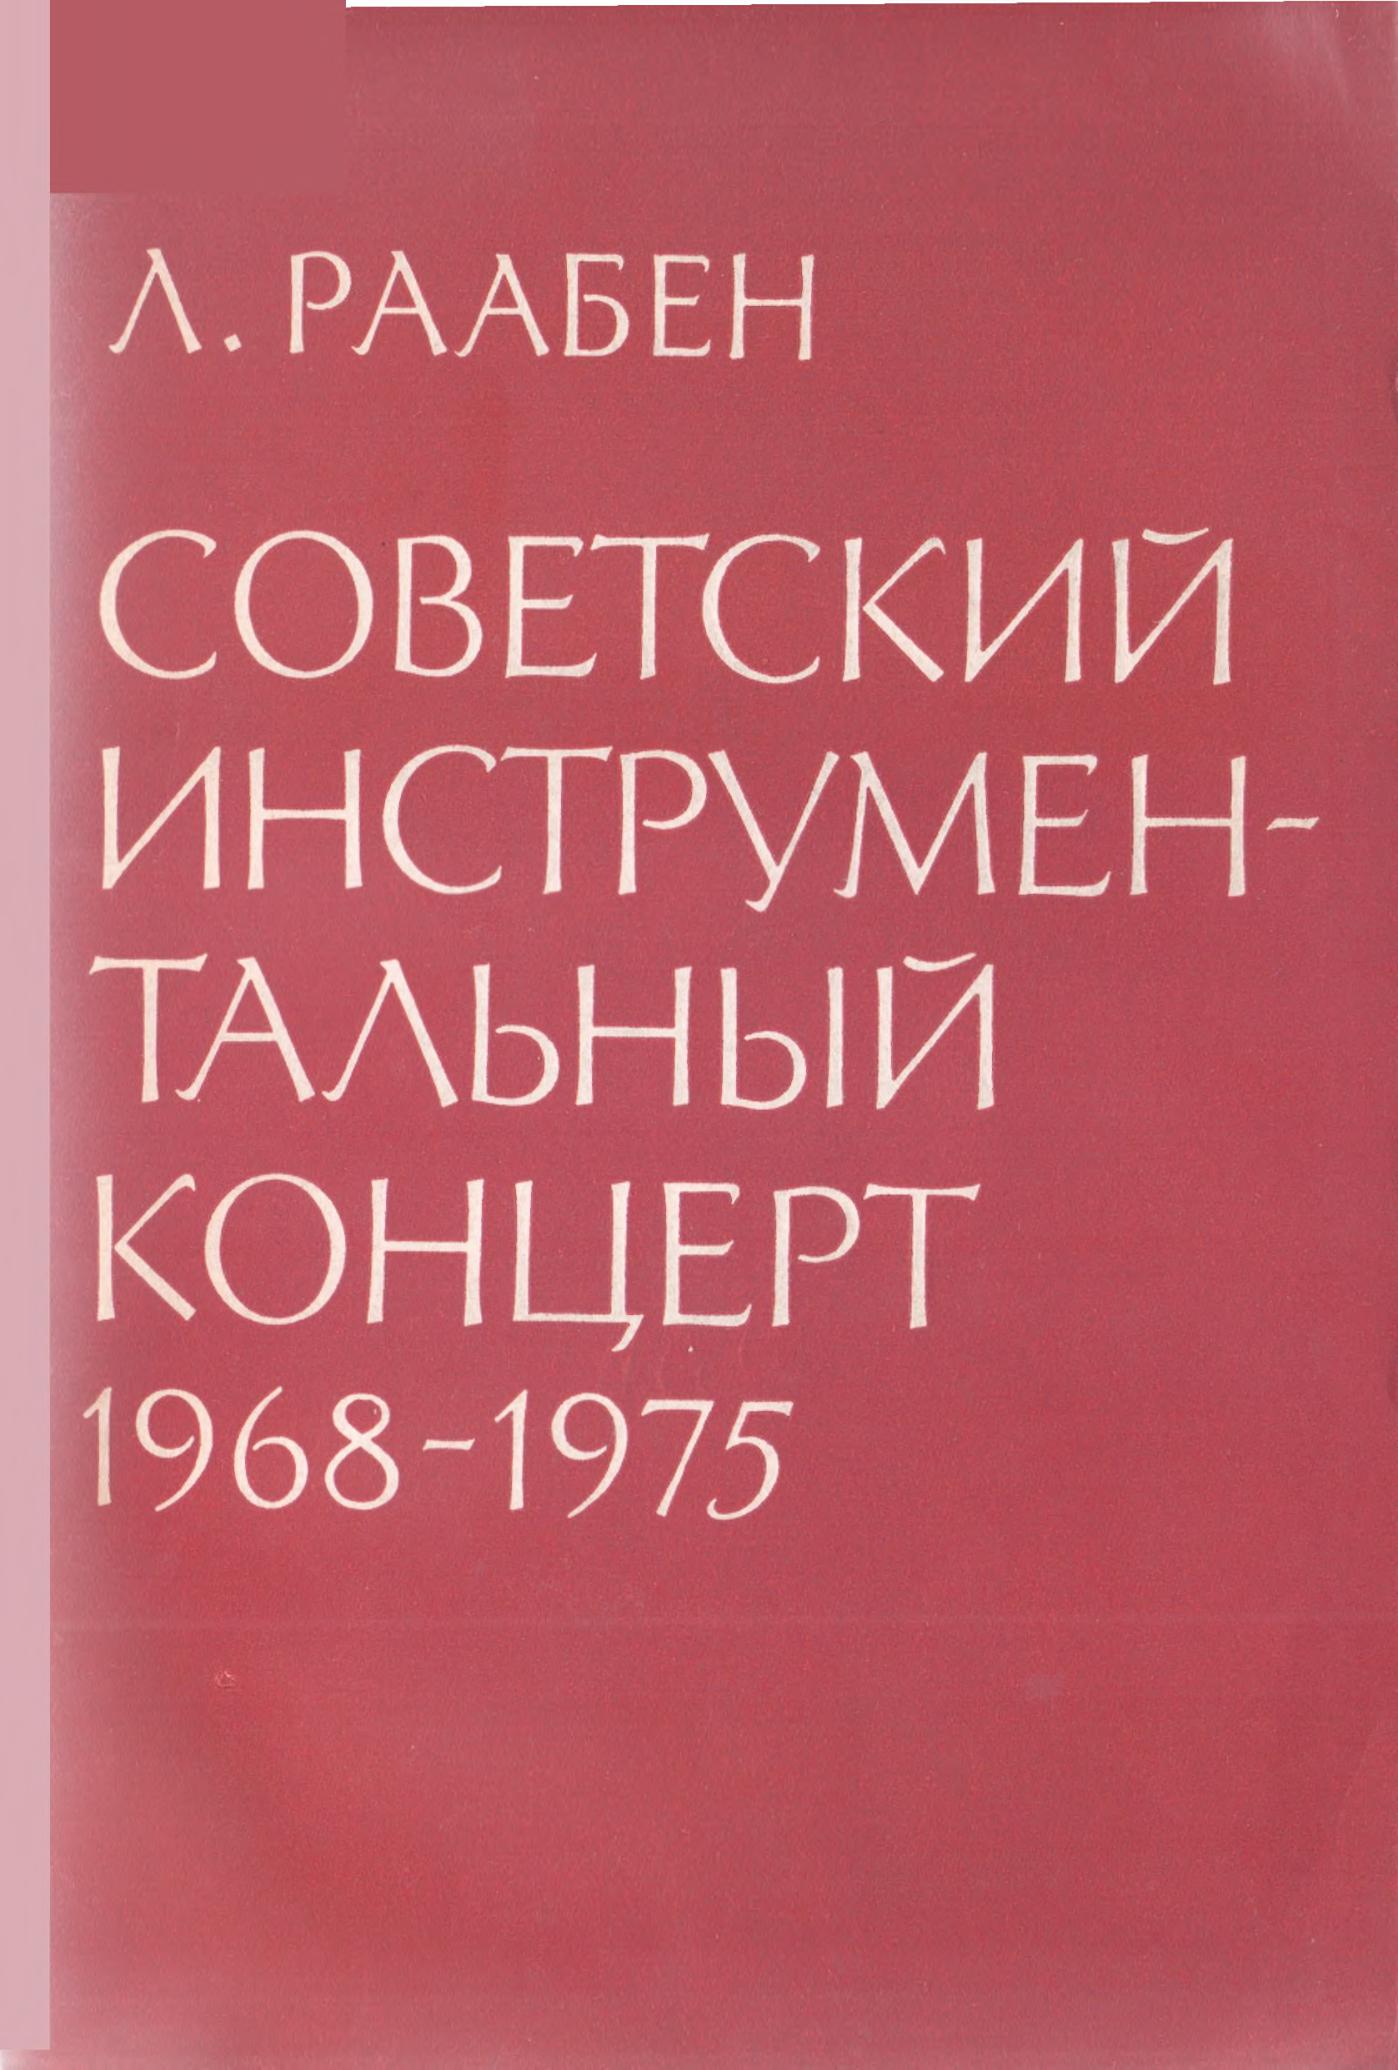 Л. РААБЕН
СОВЕТСКИЙ
ИНСТРУМЕН-
ТАЛЬНЫЙ
КОНЦЕРТ
1968-1975